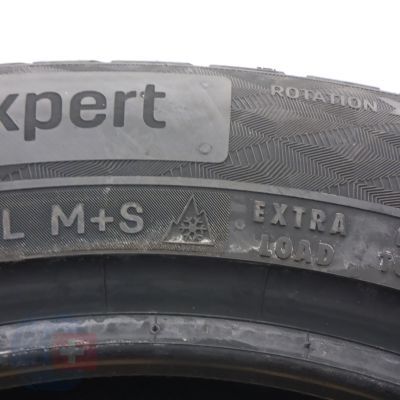 xpert
ROTATION
L M+S
EXTRA
LOAD